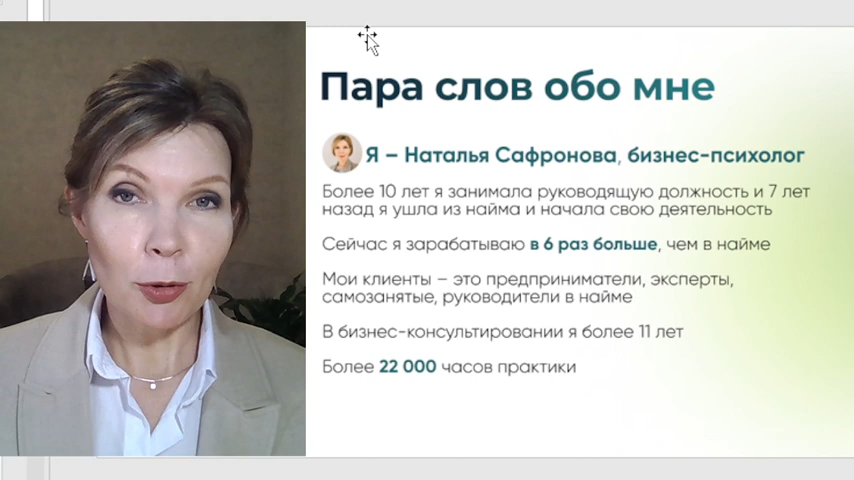 Пара слов обо мне
Я – Наталья Сафронова, бизнес-психолог
Более 10 лет я занимала руководящую должность и 7 лет
назад я ушла из найма и начала свою деятельность
Сейчас я зарабатываю в 6 раз больше, чем в найме
Мои клиенты – это предприниматели, эксперты,
самозанятые, руководители в найме
В бизнес-консультировании я более 11 лет
Более 22 000 часов практики